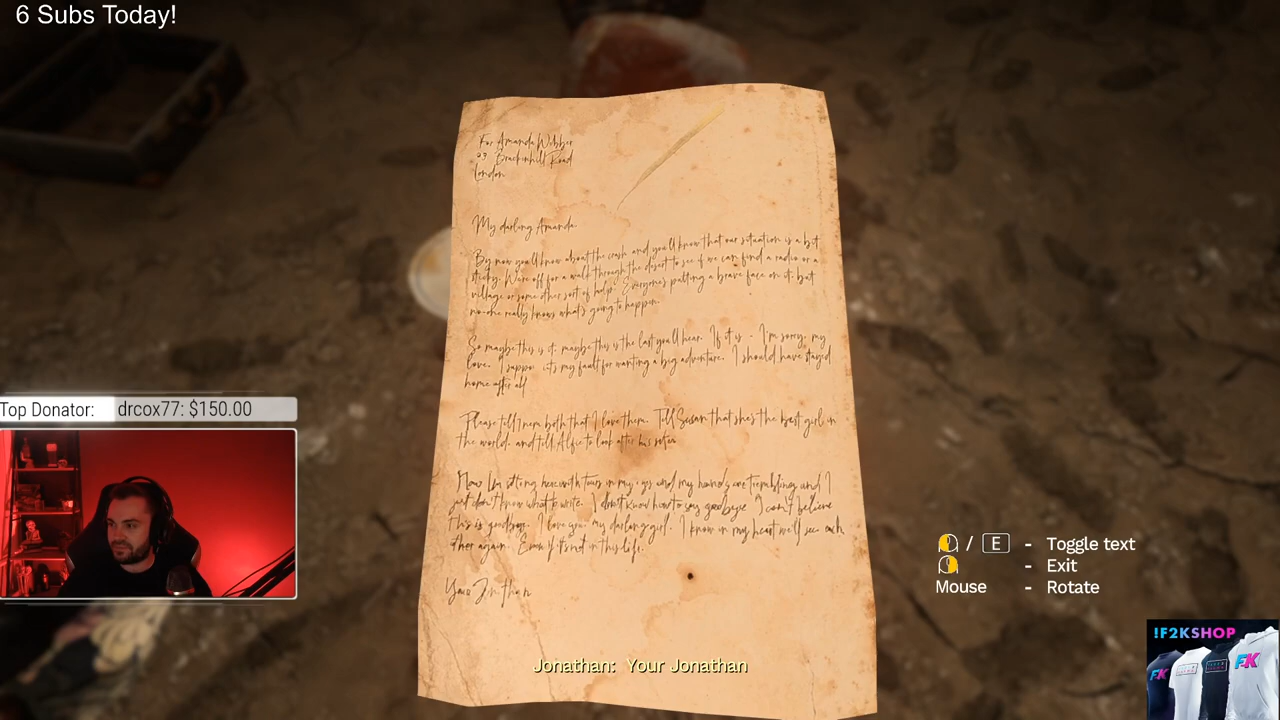 6 Subs Today!
For Amanda Webber
23 Brackinhill Road
London
My darling Amanda
By now you'll know about the crash and you'll know that our situation is a bit
sticky. We're off for a walk through the desert to see if we can find a radio or a
village or some other sort of help. Everyone's putting a brave face on it, but
no-one really knows what's going to happen.
So maybe this is it, maybe this is the last you'll hear. If it is - I'm sorry, my
love. I suppo it's my fault for wanting a big adventure. I should have stayed
home after all
Please tell them both that I love them. Tell Susan that she's the best girl in
the world, and tell Alfie to look after his sister
Now I'm sitting here with tears in my eyes and my hands are trembling and I
just don't know what to write. I don't know how to say goodbye. I can't believe
this is goodbye. I love you, my darling girl. I know in my heart we'll see each
other again. Even if it's not in this life.
Your Jonathan
Top Donator: drcox77: $150.00
/ E - Toggle text
- Exit
Mouse - Rotate
!F2KSHOP
FK
FK
Jonathan: Your Jonathan